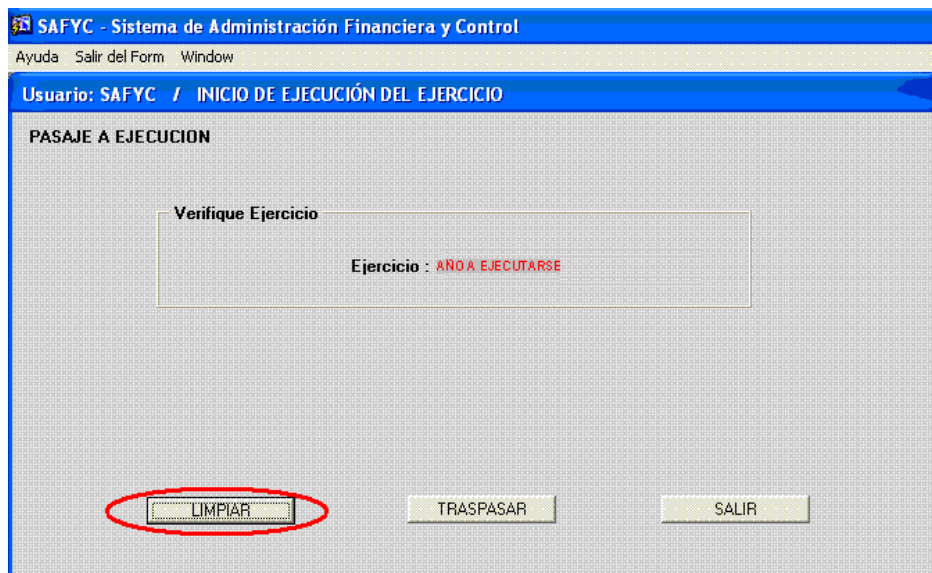 SAFYC - Sistema de Administración Financiera y Control
Ayuda Salir del Form Window
Usuario: SAFYC / INICIO DE EJECUCIÓN DEL EJERCICIO
PASAJE A EJECUCION
Verifique Ejercicio
Ejercicio : AÑO A EJECUTARSE
LIMPIAR TRASPASAR SALIR